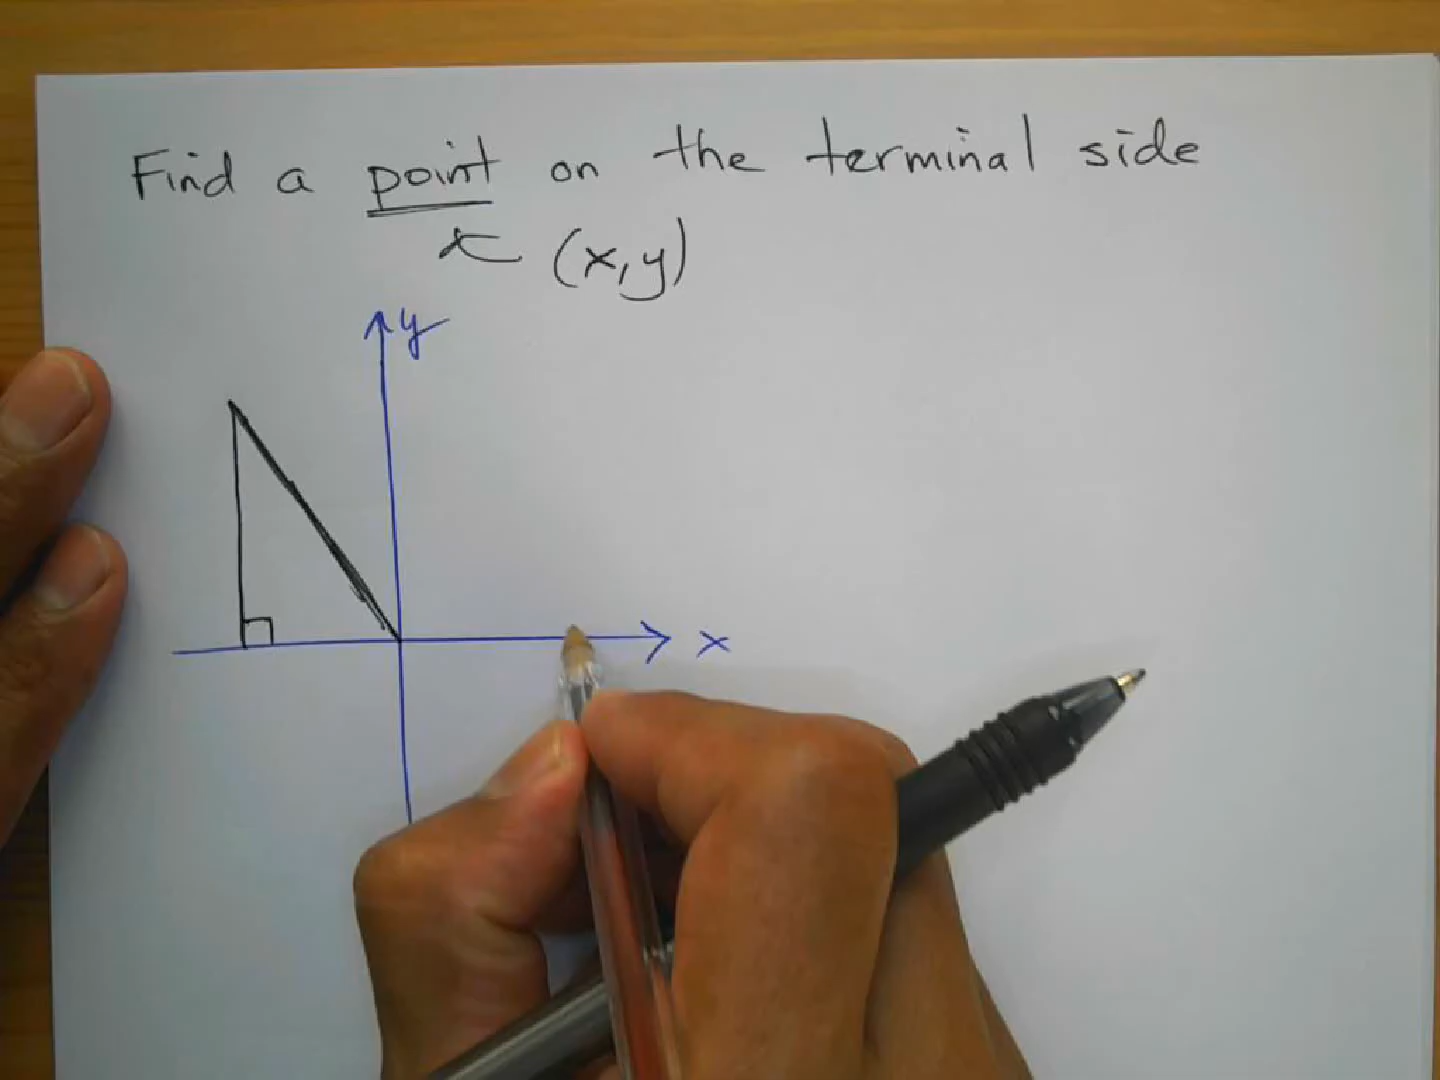 Find a point on the terminal side
(x,y)
y
x